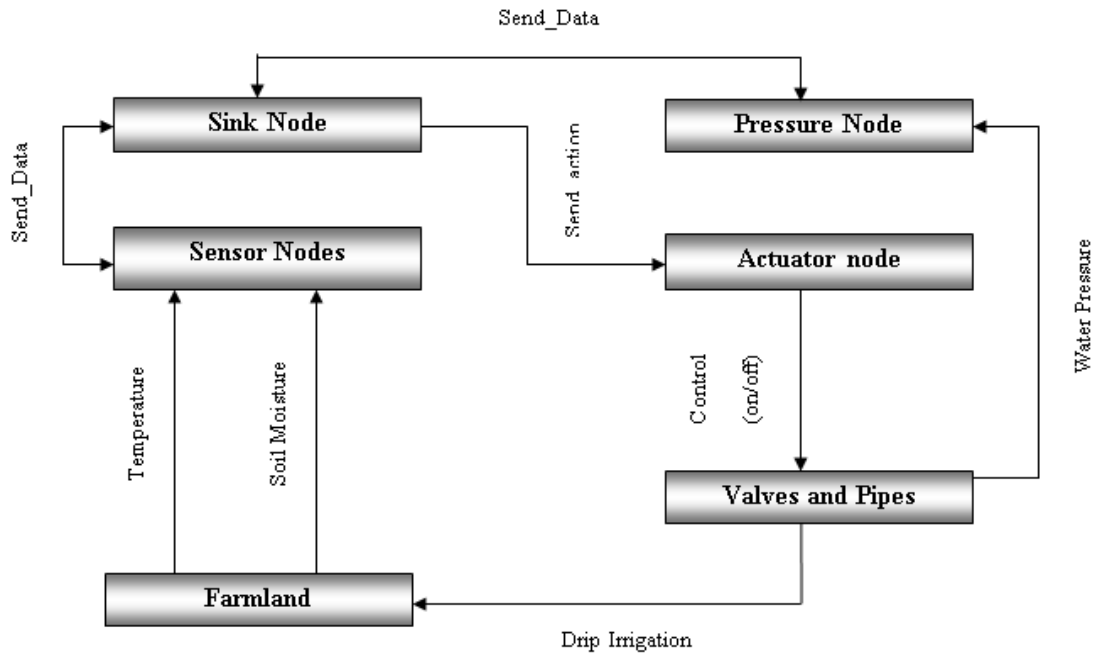 Send_Data
Sink Node
Pressure Node
Send_Data
Send action
Sensor Nodes
Actuator node
Water Pressure
Temperature
Soil Moisture
Control
(on/off)
Valves and Pipes
Farmland
Drip Irrigation